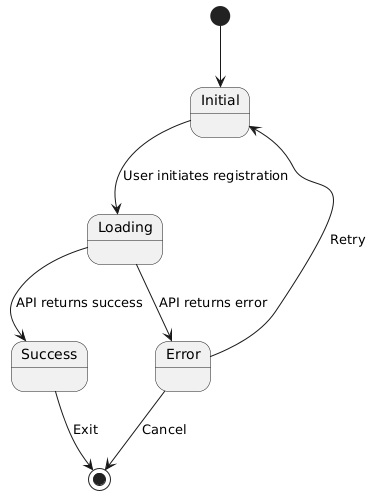 Initial
User initiates registration
Loading
Retry
API returns success
API returns error
Success
Error
Exit
Cancel